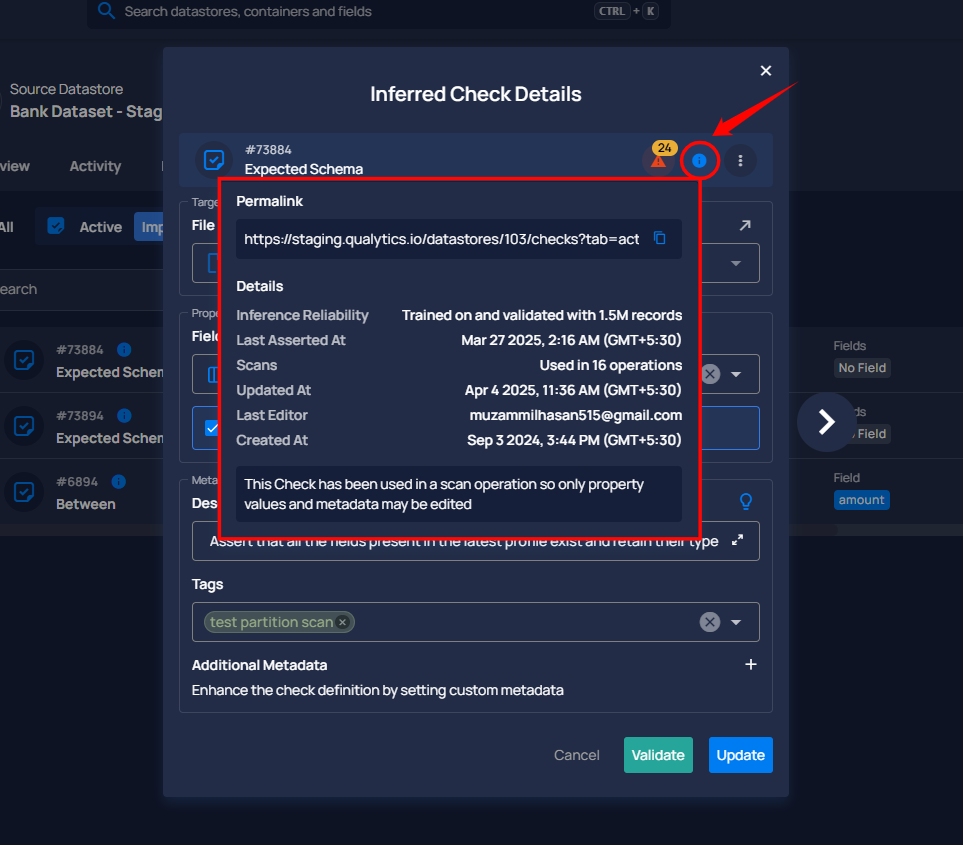 Search datastores, containers and fields CTRL + K
Source Datastore
Bank Dataset - Stag
view Activity
All Active Imp
earch
#73884
Expected Schem
#73894
Expected Schem
#6894
Between
Inferred Check Details
#73884
Expected Schema
24
Targe
File
Permalink
https://staging.qualytics.io/datastores/103/checks?tab=act
Details
Inference Reliability Trained on and validated with 1.5M records
Last Asserted At Mar 27 2025, 2:16 AM (GMT+5:30)
Scans Used in 16 operations
Updated At Apr 4 2025, 11:36 AM (GMT+5:30)
Last Editor muzammilhasan515@gmail.com
Created At Sep 3 2024, 3:44 PM (GMT+5:30)
This Check has been used in a scan operation so only property
values and metadata may be edited
Prope
Field
Meta
Des
Assert that all the fields present in the latest profile exist and retain their type
Tags
test partition scan
Additional Metadata
Enhance the check definition by setting custom metadata
Cancel Validate Update
Fields
No Field
ds
Field
Field
amount